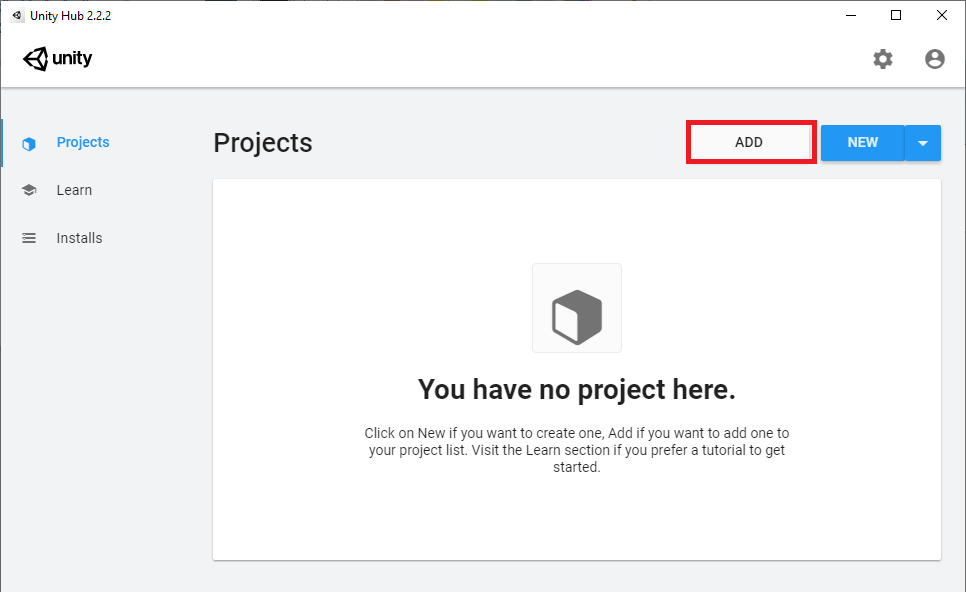 Unity Hub 2.2.2
unity
Projects
Learn
Installs
Projects
ADD
NEW
You have no project here.
Click on New if you want to create one, Add if you want to add one to
your project list. Visit the Learn section if you prefer a tutorial to get
started.